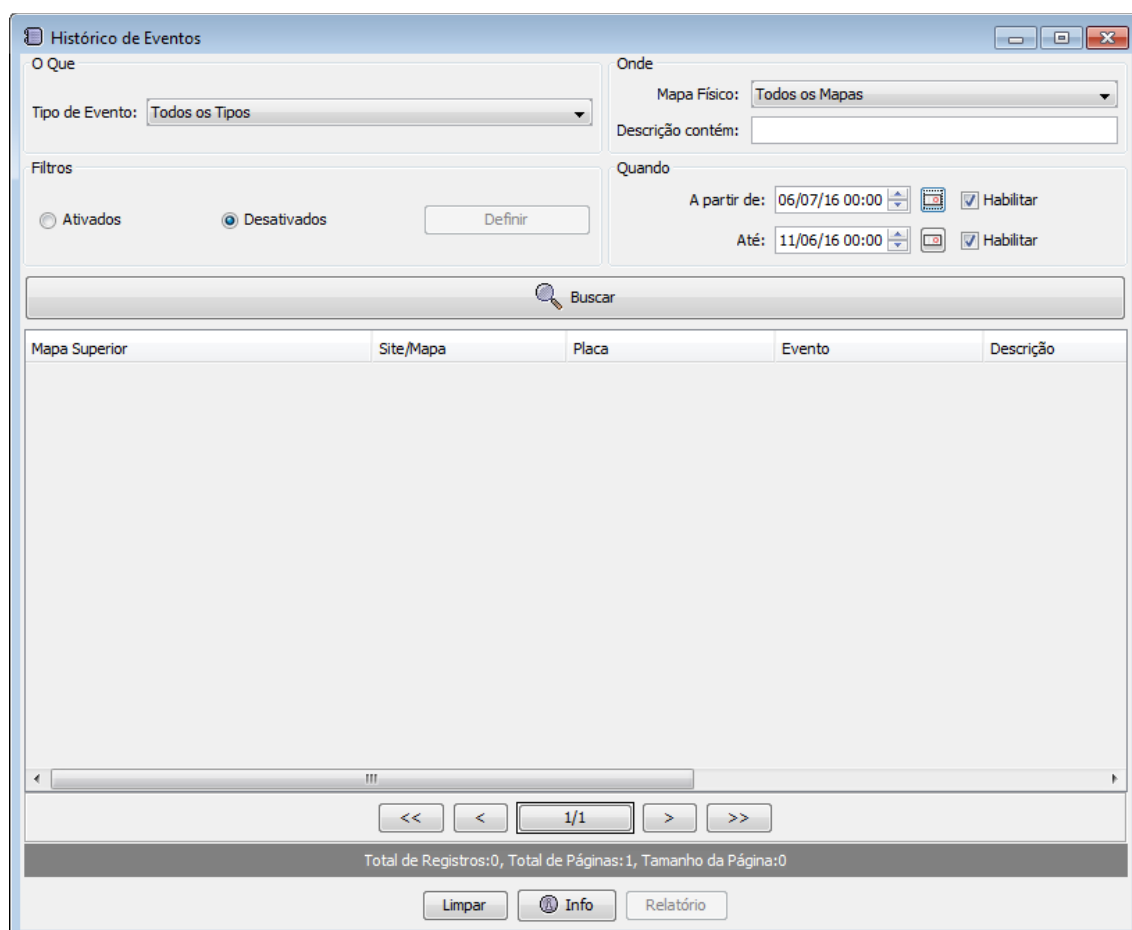 Histórico de Eventos
O Que
Tipo de Evento: Todos os Tipos
Onde
Mapa Físico: Todos os Mapas
Descrição contém:
Filtros
Ativados Desativados Definir
Quando
A partir de: 06/07/16 00:00 Habilitar
Até: 11/06/16 00:00 Habilitar
Buscar
Mapa Superior Site/Mapa Placa Evento Descrição
<< < 1/1 > >>
Total de Registros:0, Total de Páginas:1, Tamanho da Página:0
Limpar Info Relatório